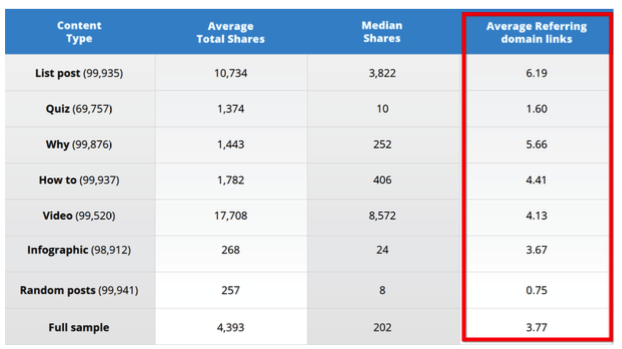 Content Type Average Total Shares Median Shares Average Referring domain links
List post (99,935) 10,734 3,822 6.19
Quiz (69,757) 1,374 10 1.60
Why (99,876) 1,443 252 5.66
How to (99,937) 1,782 406 4.41
Video (99,520) 17,708 8,572 4.13
Infographic (98,912) 268 24 3.67
Random posts (99,941) 257 8 0.75
Full sample 4,393 202 3.77